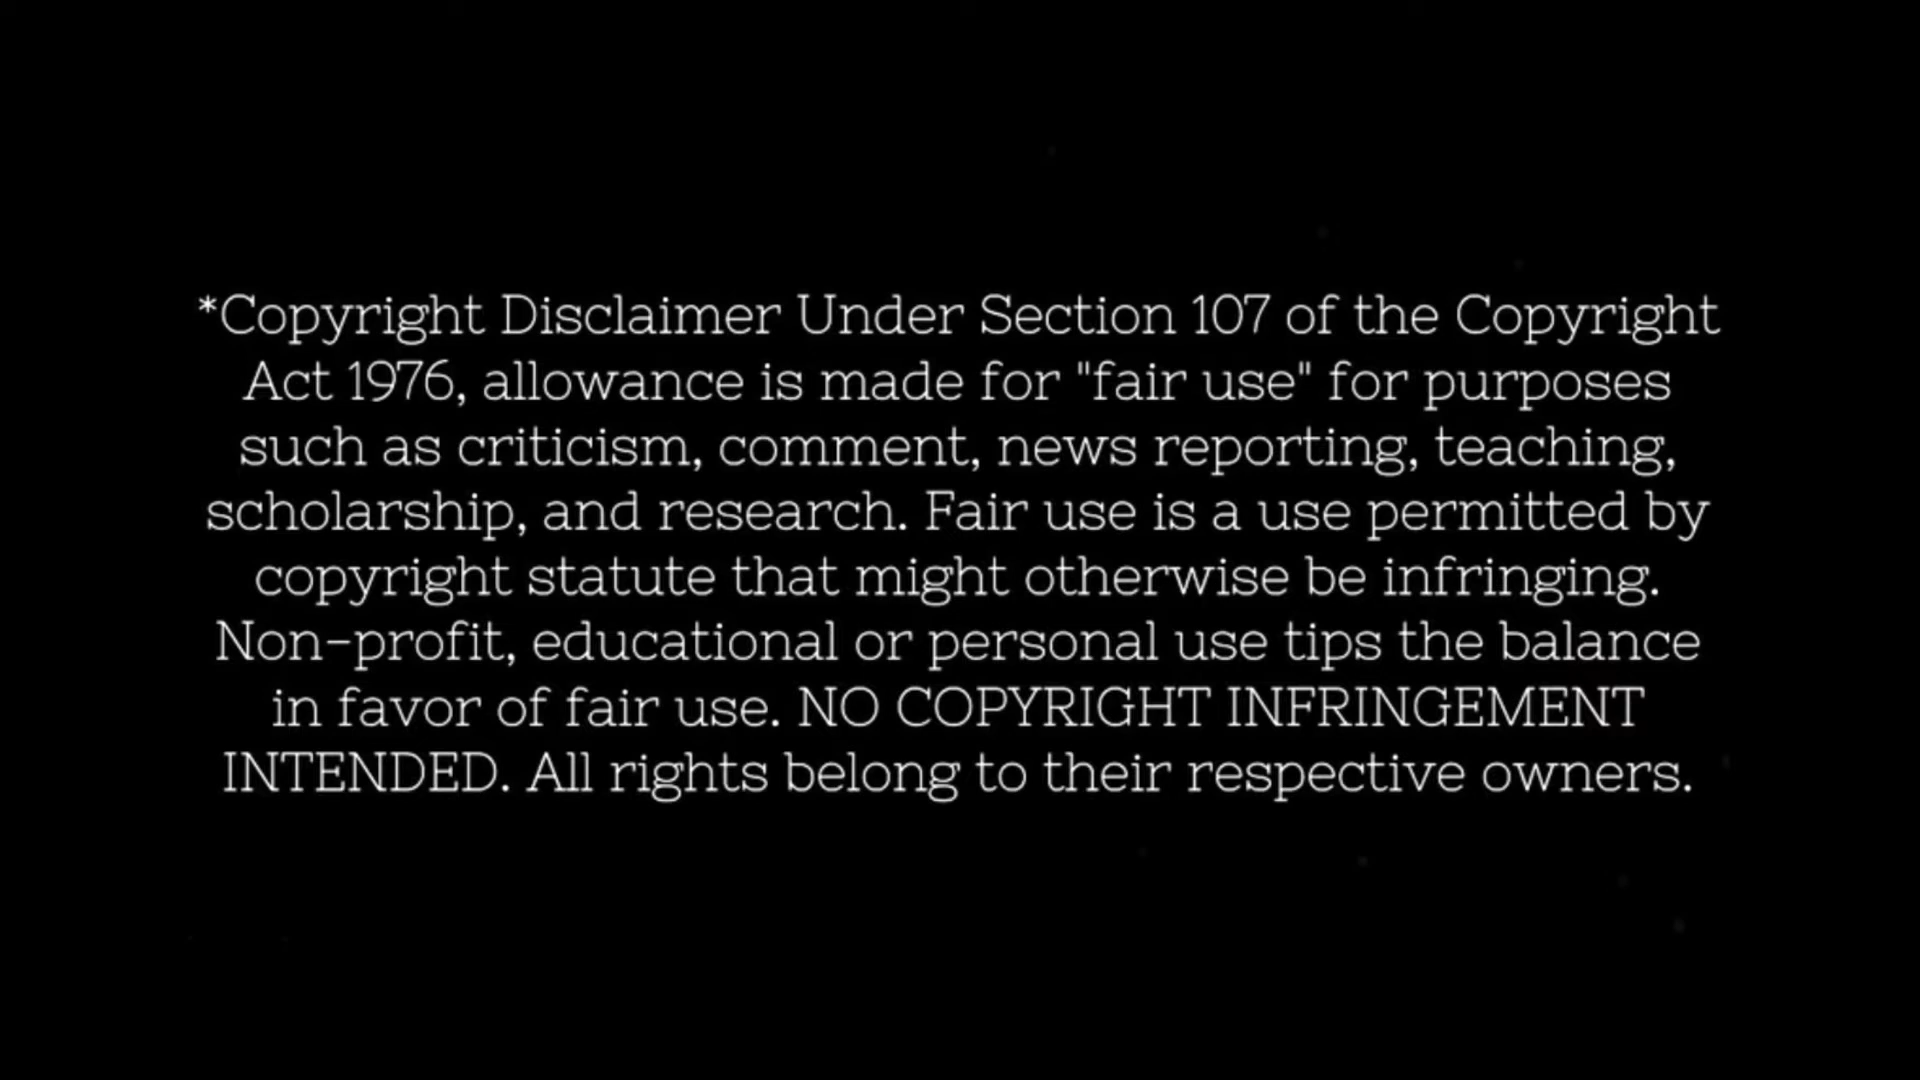 *Copyright Disclaimer Under Section 107 of the Copyright
Act 1976, allowance is made for "fair use" for purposes
such as criticism, comment, news reporting, teaching,
scholarship, and research. Fair use is a use permitted by
copyright statute that might otherwise be infringing.
Non-profit, educational or personal use tips the balance
in favor of fair use. NO COPYRIGHT INFRINGEMENT
INTENDED. All rights belong to their respective owners.